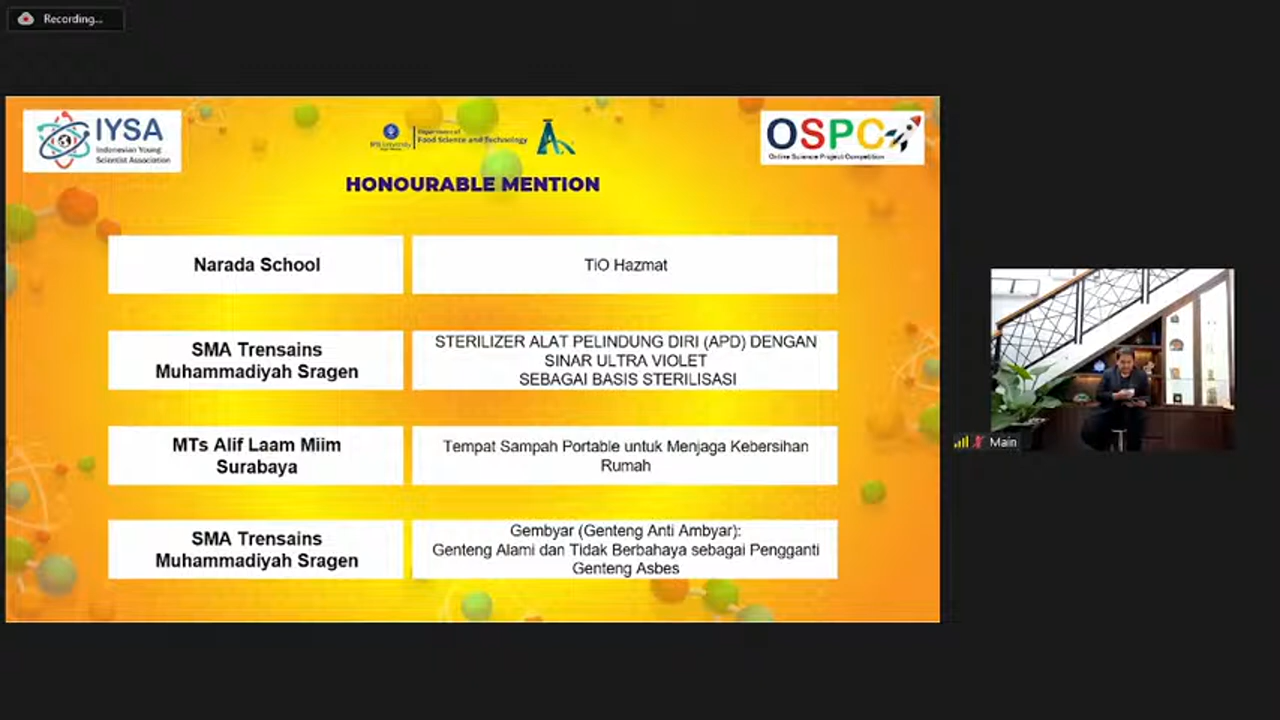 Recording...
IYSA
Indonesian Young
Scientist Association
IPB University
Department of
Food Science and Technology
OSPC
Online Science Project Competition
HONOURABLE MENTION
Narada School
TiO Hazmat
SMA Trensains
Muhammadiyah Sragen
STERILIZER ALAT PELINDUNG DIRI (APD) DENGAN
SINAR ULTRA VIOLET
SEBAGAI BASIS STERILISASI
MTs Alif Laam Miim
Surabaya
Tempat Sampah Portable untuk Menjaga Kebersihan
Rumah
SMA Trensains
Muhammadiyah Sragen
Gembyar (Genteng Anti Ambyar):
Genteng Alami dan Tidak Berbahaya sebagai Pengganti
Genteng Asbes
Main